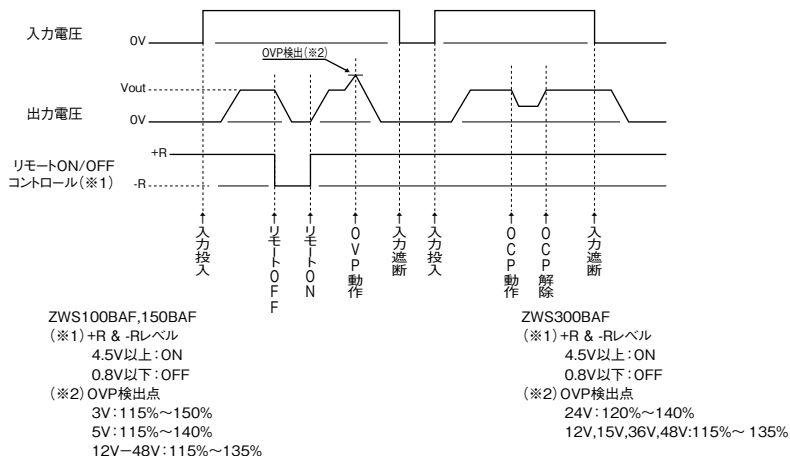 入力電圧
0V
OVP検出(※2)
Vout
出力電圧
0V
+R
リモートON/OFF
コントロール(※1)
-R
入力投入
リモートOFF
リモートON
OVP動作
入力遮断
入力投入
OCP動作
OCP解除
入力遮断
ZWS100BAF,150BAF
(※1)+R & -Rレベル
4.5V以上：ON
0.8V以下：OFF
(※2)OVP検出点
3V：115%～150%
5V：115%～140%
12V－48V：115%～135%
ZWS300BAF
(※1)+R & -Rレベル
4.5V以上：ON
0.8V以下：OFF
(※2)OVP検出点
24V：120%～140%
12V,15V,36V,48V:115%～ 135%